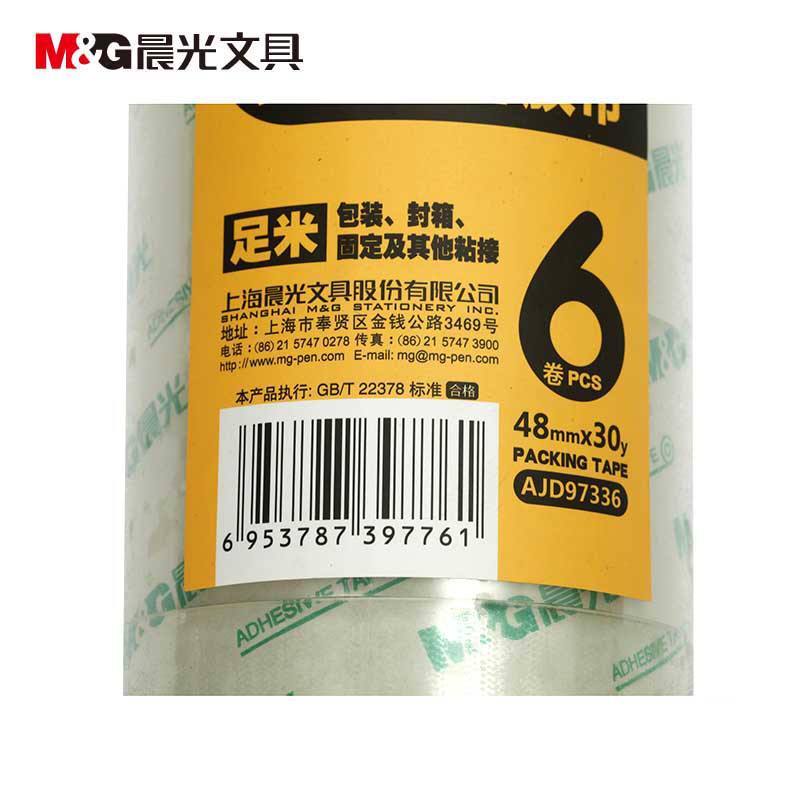 M&G晨光文具
胶带
足米
包装、封箱、
固定及其他粘接
上海晨光文具股份有限公司
SHANGHAI M&G STATIONERY INC.
地址:上海市奉贤区金钱公路3469号
电话:(86) 21 5747 0278 传真:(86) 21 5747 3900
http://www.mg-pen.com E-mail: mg@mg-pen.com
本产品执行: GB/T 22378 标准 合格
6 953787 397761
6
卷 PCS
48mmx30y
PACKING TAPE
AJD97336
M&G晨光
ADHESIVE TAPE
M&G晨光
ADHESIVE TAPE